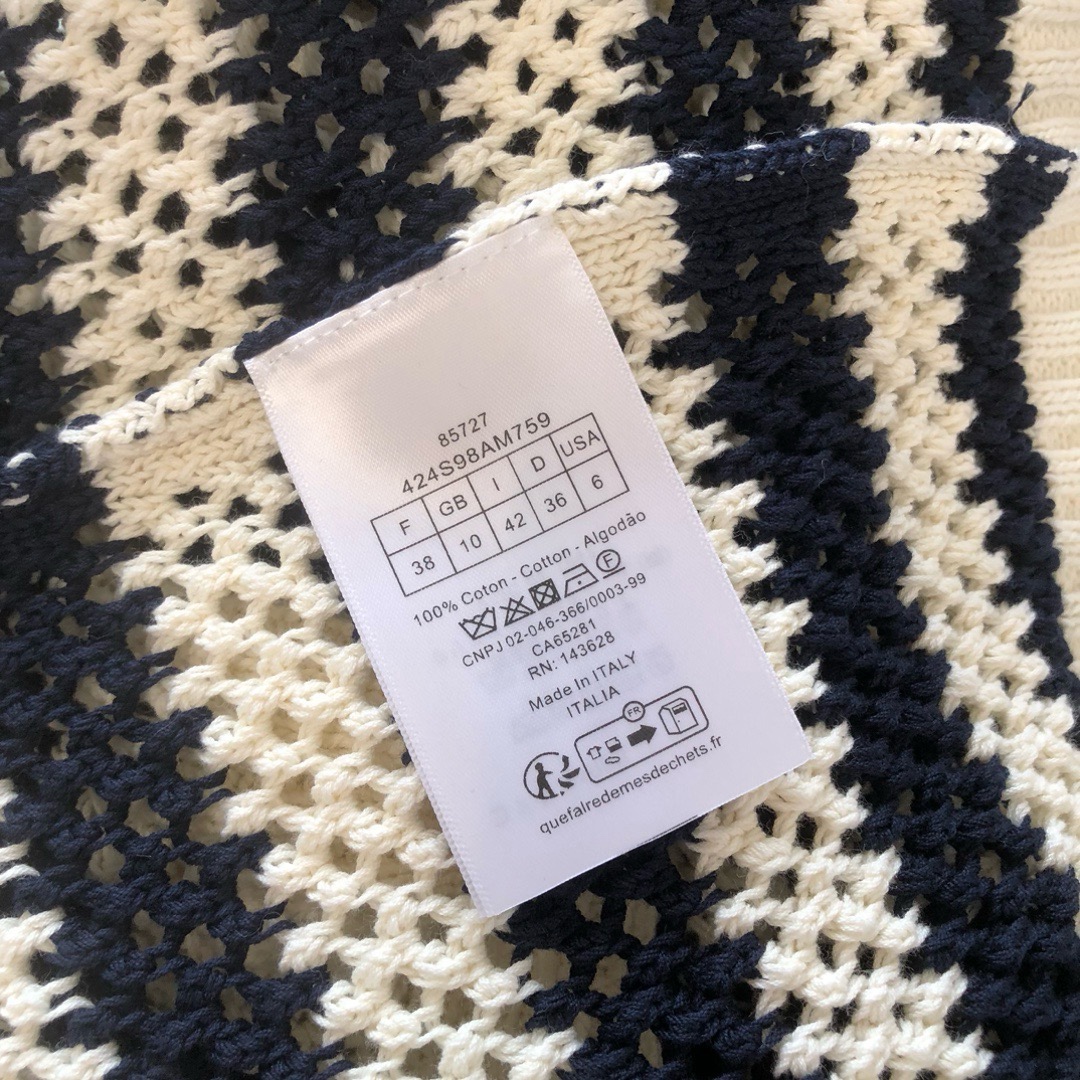 85727
424S98AM759
F GB I D USA
38 10 42 36 6
100% Coton - Cotton - Algodão
F
CNPJ 02-046-366/0003-99
CA65281
RN: 143628
Made In ITALY
ITALIA
FR
quefairedemesdechets.fr